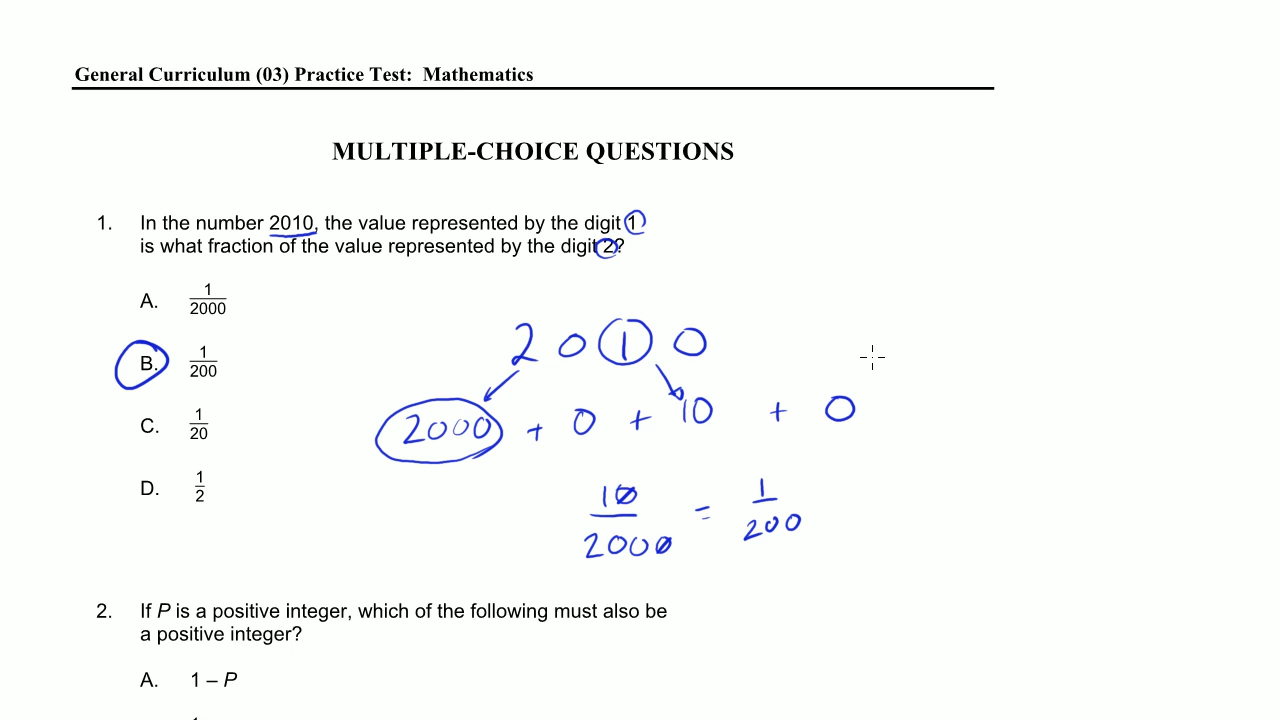 General Curriculum (03) Practice Test: Mathematics
MULTIPLE-CHOICE QUESTIONS
1. In the number 2010, the value represented by the digit 1
is what fraction of the value represented by the digit 2?
A. 1/2000
B. 1/200
C. 1/20
D. 1/2
2 0 1 0
2000 + 0 + 10 + 0
10/2000 = 1/200
2. If P is a positive integer, which of the following must also be
a positive integer?
A. 1 – P